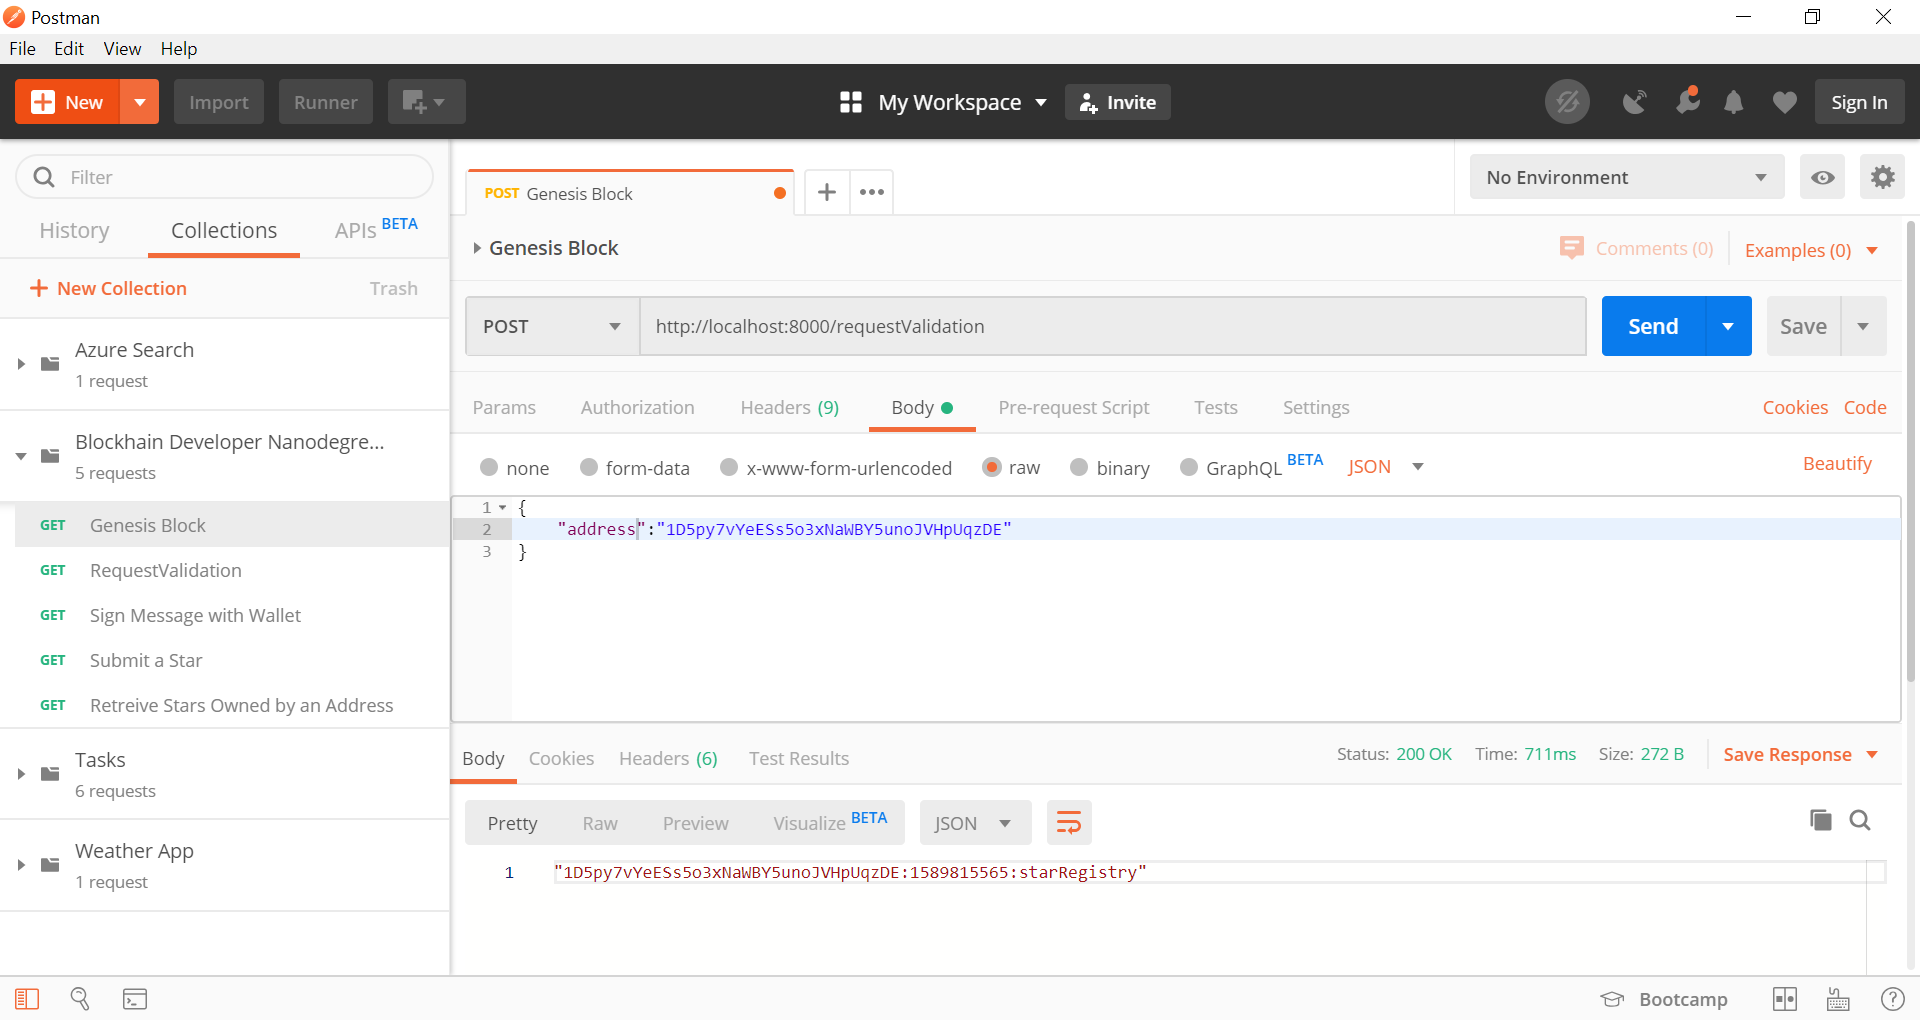 Postman
File Edit View Help
New Import Runner My Workspace Invite Sign In
Filter
History Collections APIs BETA
New Collection Trash
Azure Search
1 request
Blockhain Developer Nanodegre...
5 requests
GET Genesis Block
GET RequestValidation
GET Sign Message with Wallet
GET Submit a Star
GET Retreive Stars Owned by an Address
Tasks
6 requests
Weather App
1 request
POST Genesis Block
No Environment
Genesis Block
Comments (0) Examples (0)
POST http://localhost:8000/requestValidation Send Save
Params Authorization Headers (9) Body Pre-request Script Tests Settings Cookies Code
none form-data x-www-form-urlencoded raw binary GraphQL BETA JSON Beautify
1 {
2 "address":"1D5py7vYeESs5o3xNaWBY5unoJVHpUqzDE"
3 }
Body Cookies Headers (6) Test Results Status: 200 OK Time: 711ms Size: 272 B Save Response
Pretty Raw Preview Visualize BETA JSON
1 "1D5py7vYeESs5o3xNaWBY5unoJVHpUqzDE:1589815565:starRegistry"
Bootcamp